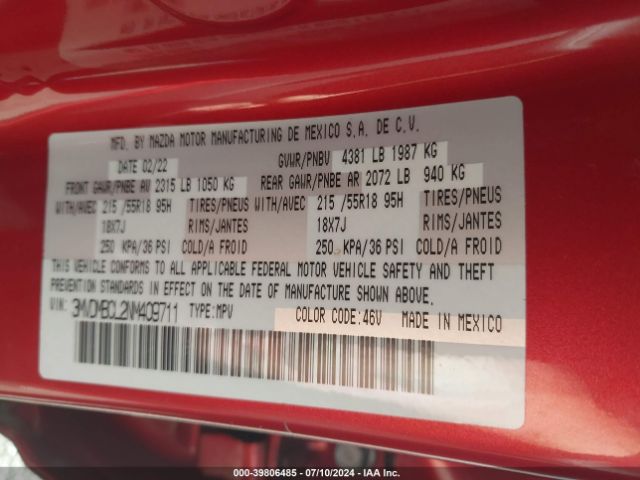 MFD. BY MAZDA MOTOR MANUFACTURING DE MEXICO S.A. DE C.V.
DATE 02/22 GVWR/PNBV 4381 LB 1987 KG
FRONT GAWR/PNBE AV 2315 LB 1050 KG REAR GAWR/PNBE AR 2072 LB 940 KG
WITH/AVEC 215 /55R18 95H TIRES/PNEUS WITH/AVEC 215 /55R18 95H TIRES/PNEUS
18X7J RIMS/JANTES 18X7J RIMS/JANTES
250 KPA/36 PSI COLD/A FROID 250 KPA/36 PSI COLD/A FROID
THIS VEHICLE CONFORMS TO ALL APPLICABLE FEDERAL MOTOR VEHICLE SAFETY AND THEFT
PREVENTION STANDARDS IN EFFECT ON THE DATE OF MANUFACTURE SHOWN ABOVE.
VIN: 3MVDMBCL2NM409711 TYPE:MPV COLOR CODE:46V MADE IN MEXICO
000-39806485 - 07/10/2024 - IAAI.com